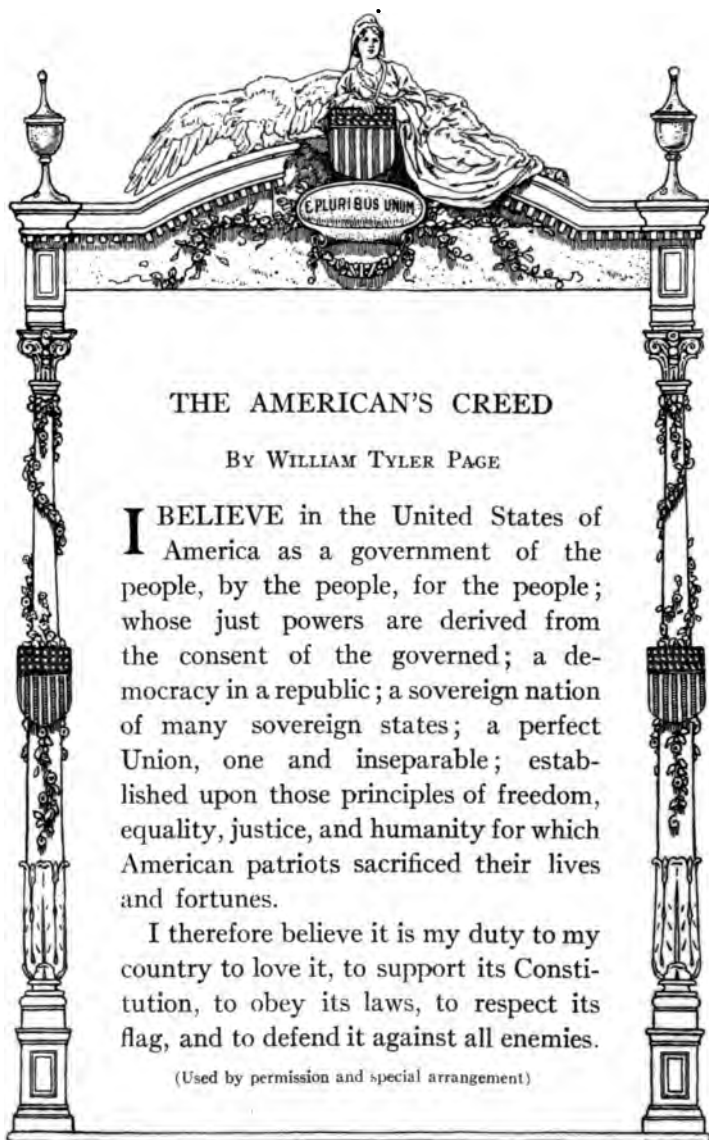 E PLURIBUS UNUM
THE AMERICAN'S CREED
BY WILLIAM TYLER PAGE
I BELIEVE in the United States of
America as a government of the
people, by the people, for the people;
whose just powers are derived from
the consent of the governed; a de-
mocracy in a republic; a sovereign nation
of many sovereign states; a perfect
Union, one and inseparable; estab-
lished upon those principles of freedom,
equality, justice, and humanity for which
American patriots sacrificed their lives
and fortunes.
I therefore believe it is my duty to my
country to love it, to support its Consti-
tution, to obey its laws, to respect its
flag, and to defend it against all enemies.
(Used by permission and special arrangement)